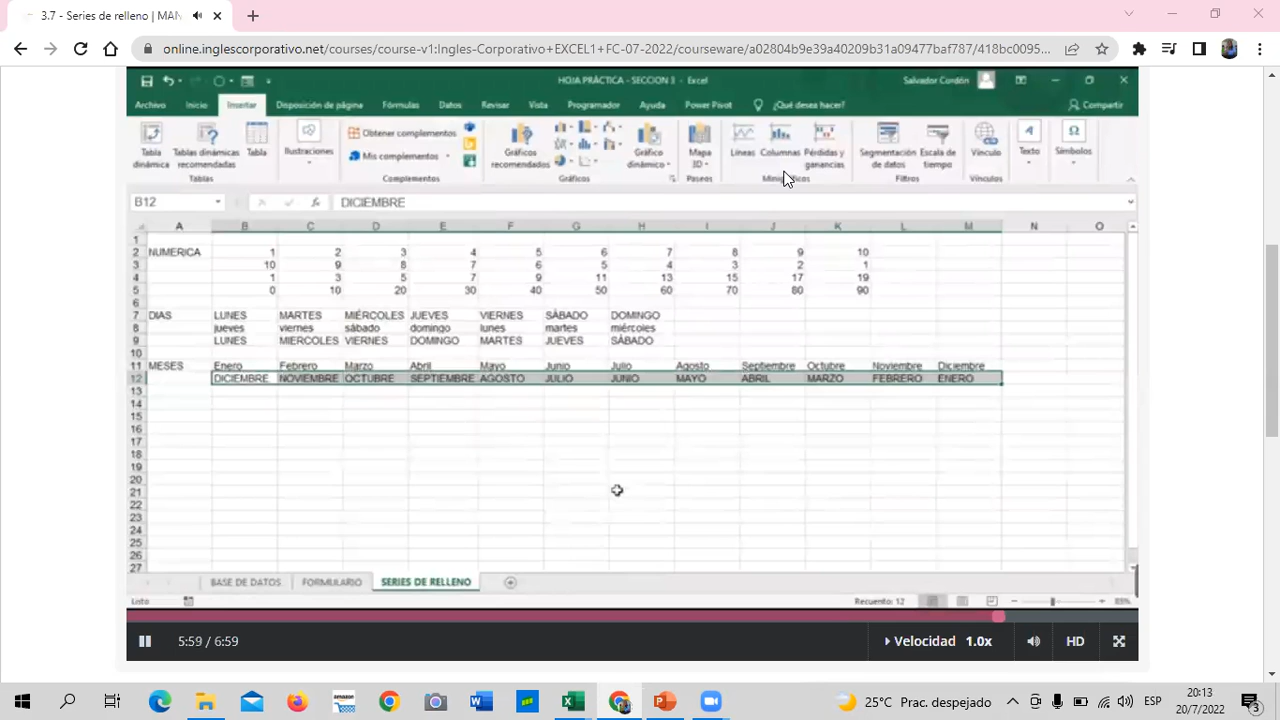 3.7 - Series de relleno | MAN
online.inglescorporativo.net/courses/course-v1:Ingles-Corporativo+EXCEL1+FC-07-2022/courseware/a02804b9e39a40209b31a09477baf787/418bc0095...
HOJA PRÁCTICA - SECCION 3 - Excel
Salvador Cordón
Archivo Inicio Insertar Disposición de página Fórmulas Datos Revisar Vista Programador Ayuda Power Pivot ¿Qué desea hacer? Compartir
Tabla dinámica
Tablas dinámicas recomendadas
Tabla
Tablas
Ilustraciones
Obtener complementos
Mis complementos
Complementos
Gráficos recomendados
Gráfico dinámico
Gráficos
Mapa 3D
Paseos
Líneas
Columnas
Pérdidas y ganancias
Minigráficos
Segmentación de datos
Escala de tiempo
Filtros
Vínculo
Vínculos
Texto
Símbolos
B12 fx DICIEMBRE
A B C D E F G H I J K L M N O
1
2 NUMERICA 1 2 3 4 5 6 7 8 9 10
3 10 9 8 7 6 5 4 3 2 1
4 1 3 5 7 9 11 13 15 17 19
5 0 10 20 30 40 50 60 70 80 90
6
7 DIAS LUNES MARTES MIÉRCOLES JUEVES VIERNES SÁBADO DOMINGO
8 jueves viernes sábado domingo lunes martes miércoles
9 LUNES MIERCOLES VIERNES DOMINGO MARTES JUEVES SÁBADO
10
11 MESES Enero Febrero Marzo Abril Mayo Junio Julio Agosto Septiembre Octubre Noviembre Diciembre
12 DICIEMBRE NOVIEMBRE OCTUBRE SEPTIEMBRE AGOSTO JULIO JUNIO MAYO ABRIL MARZO FEBRERO ENERO
13
14
15
16
17
18
19
20
21
22
23
24
25
26
27
BASE DE DATOS FORMULARIO SERIES DE RELLENO
Listo Recuento: 12 85%
5:59 / 6:59 Velocidad 1.0x HD
25°C Prac. despejado ESP
20:13
20/7/2022
3